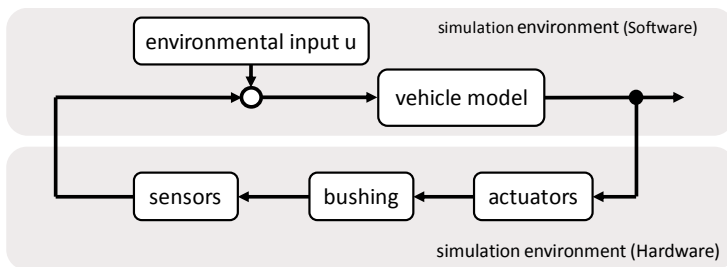 simulation environment (Software)
environmental input u
vehicle model
sensors
bushing
actuators
simulation environment (Hardware)